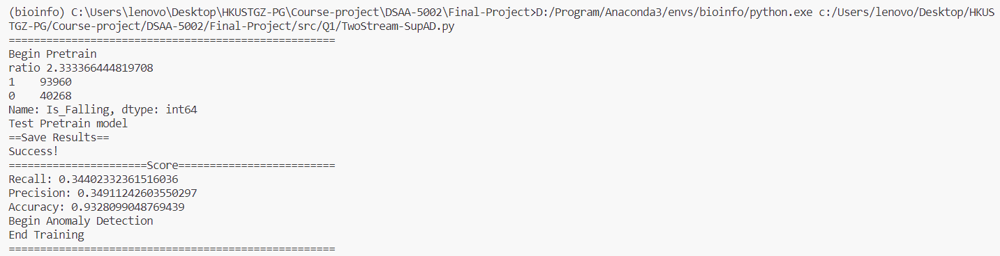 (bioinfo) C:\Users\lenovo\Desktop\HKUSTGZ-PG\Course-project\DSAA-5002\Final-Project>D:/Program/Anaconda3/envs/bioinfo/python.exe c:/Users/lenovo/Desktop/HKUS
TGZ-PG/Course-project/DSAA-5002/Final-Project/src/Q1/TwoStream-SupAD.py
====================================================
Begin Pretrain
ratio 2.333366444819708
1    93960
0    40268
Name: Is_Falling, dtype: int64
Test Pretrain model
==Save Results==
Success!
======================Score=========================
Recall: 0.34402332361516036
Precision: 0.34911242603550297
Accuracy: 0.9328099048769439
Begin Anomaly Detection
End Training
====================================================